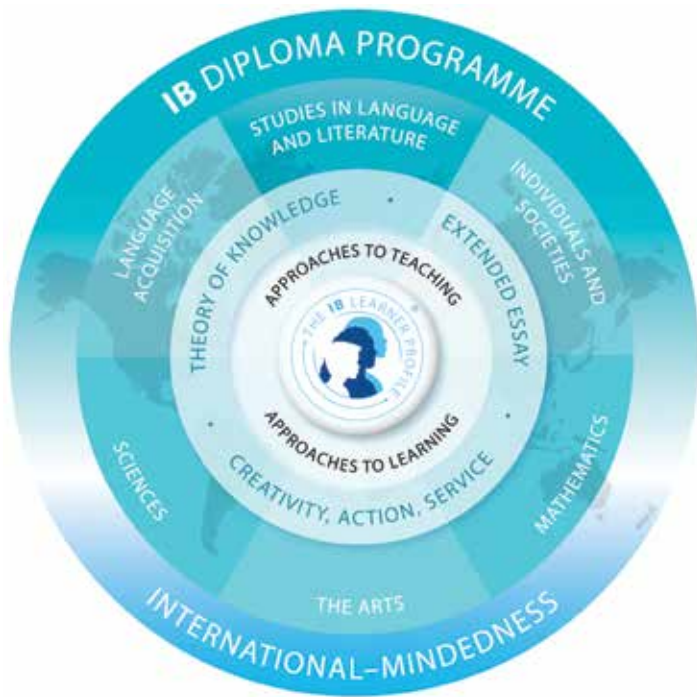 IB DIPLOMA PROGRAMME
STUDIES IN LANGUAGE
AND LITERATURE
LANGUAGE
ACQUISITION
INDIVIDUALS AND
SOCIETIES
THEORY OF KNOWLEDGE
EXTENDED ESSAY
APPROACHES TO TEACHING
THE IB LEARNER PROFILE
®
APPROACHES TO LEARNING
CREATIVITY, ACTION, SERVICE
SCIENCES
MATHEMATICS
THE ARTS
INTERNATIONAL–MINDEDNESS